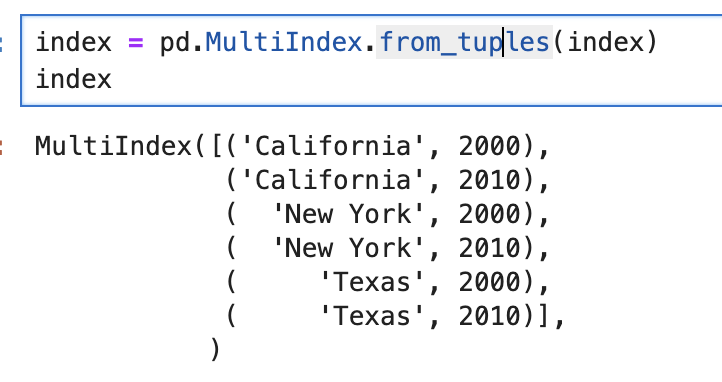 index = pd.MultiIndex.from_tuples(index)
index
MultiIndex([('California', 2000),
            ('California', 2010),
            (  'New York', 2000),
            (  'New York', 2010),
            (     'Texas', 2000),
            (     'Texas', 2010)],
           )